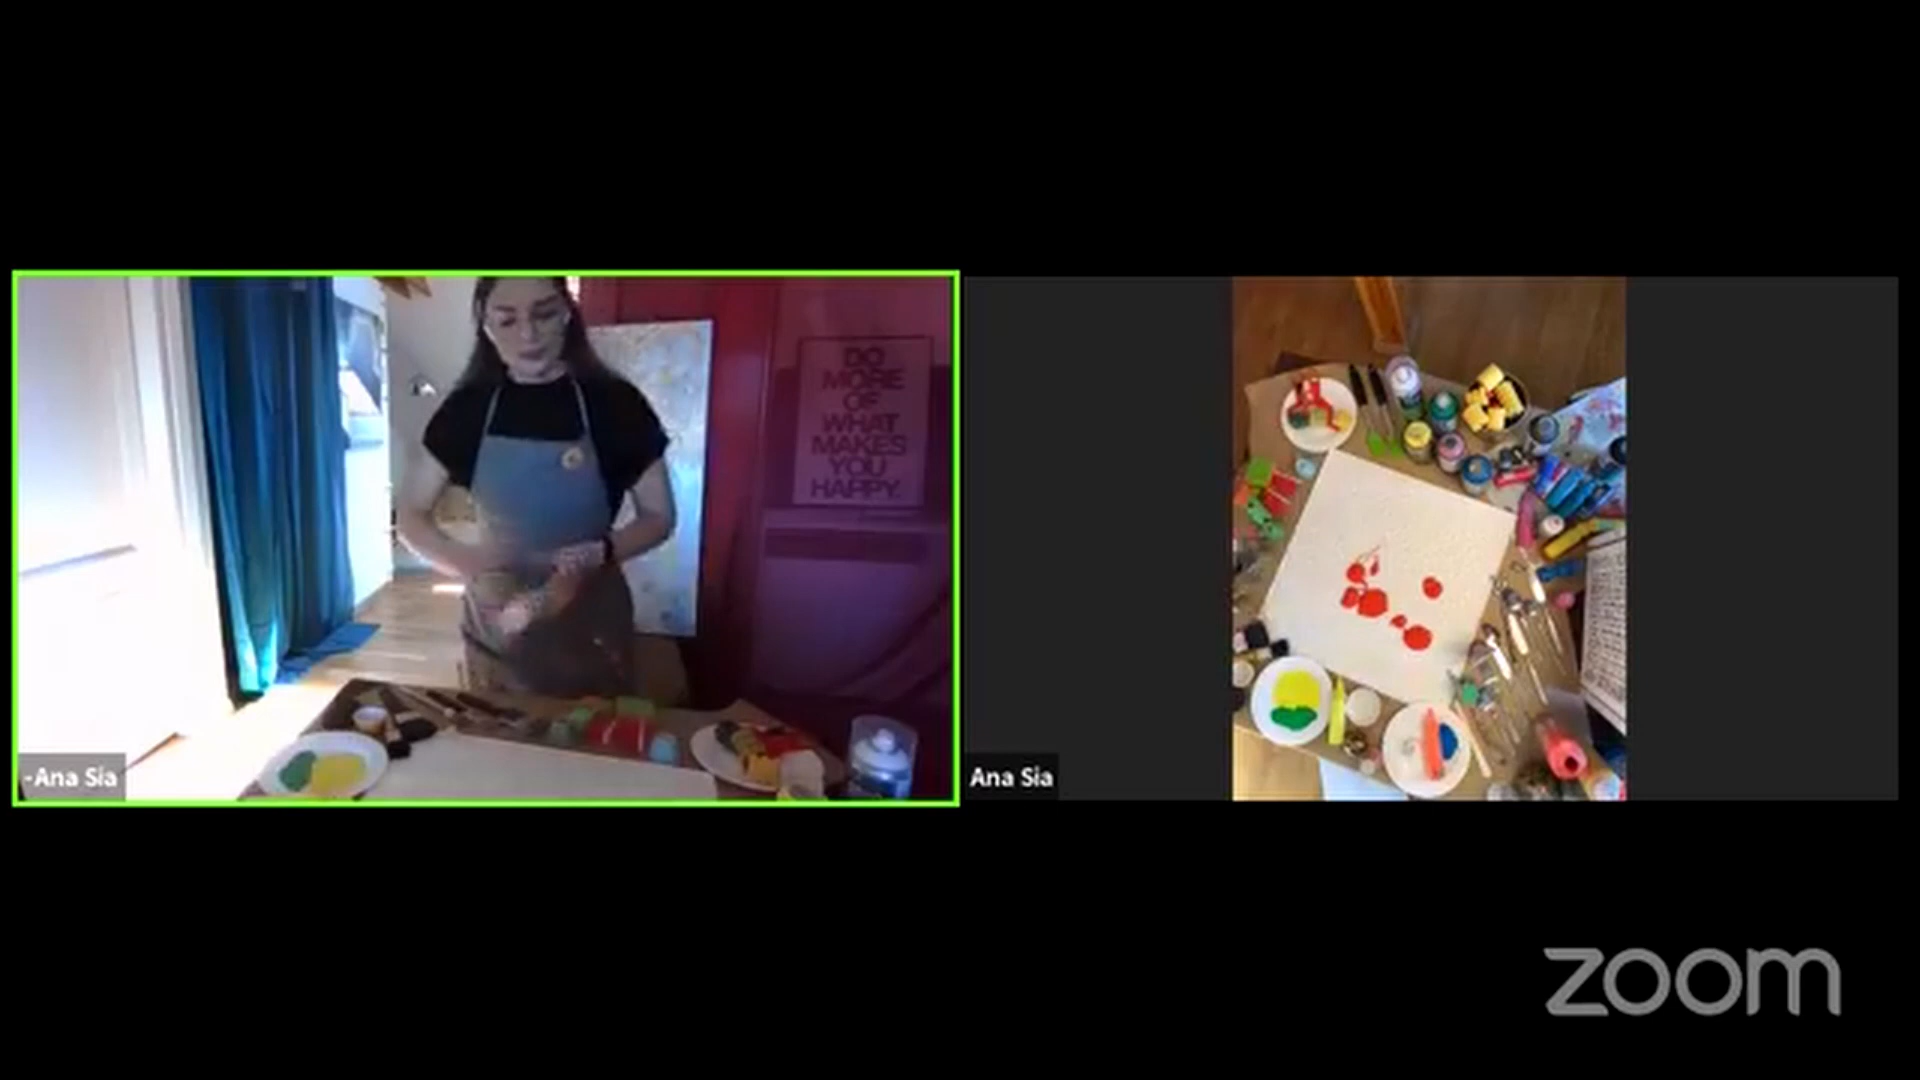 DO
MORE
OF
WHAT
MAKES
YOU
HAPPY.
-Ana Sia
Ana Sia
zoom